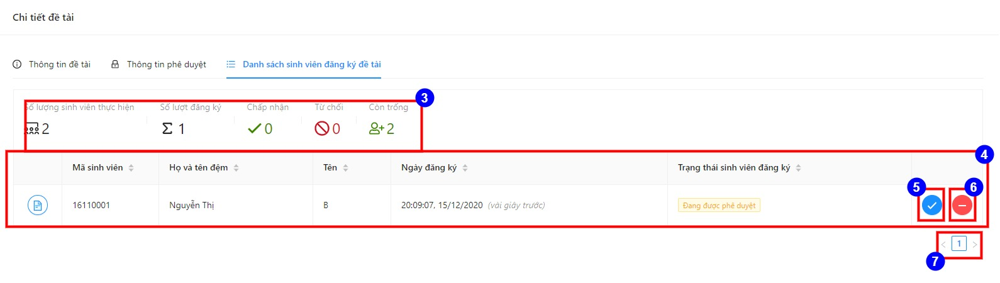 Chi tiết đề tài
Thông tin đề tài Thông tin phê duyệt Danh sách sinh viên đăng ký đề tài
3
Số lượng sinh viên thực hiện Số lượt đăng ký Chấp nhận Từ chối Còn trống
2 1 0 0 2
4
Mã sinh viên Họ và tên đệm Tên Ngày đăng ký Trạng thái sinh viên đăng ký
5 6
16110001 Nguyễn Thị B 20:09:07, 15/12/2020 (vài giây trước) Đang được phê duyệt
< 1 >
7